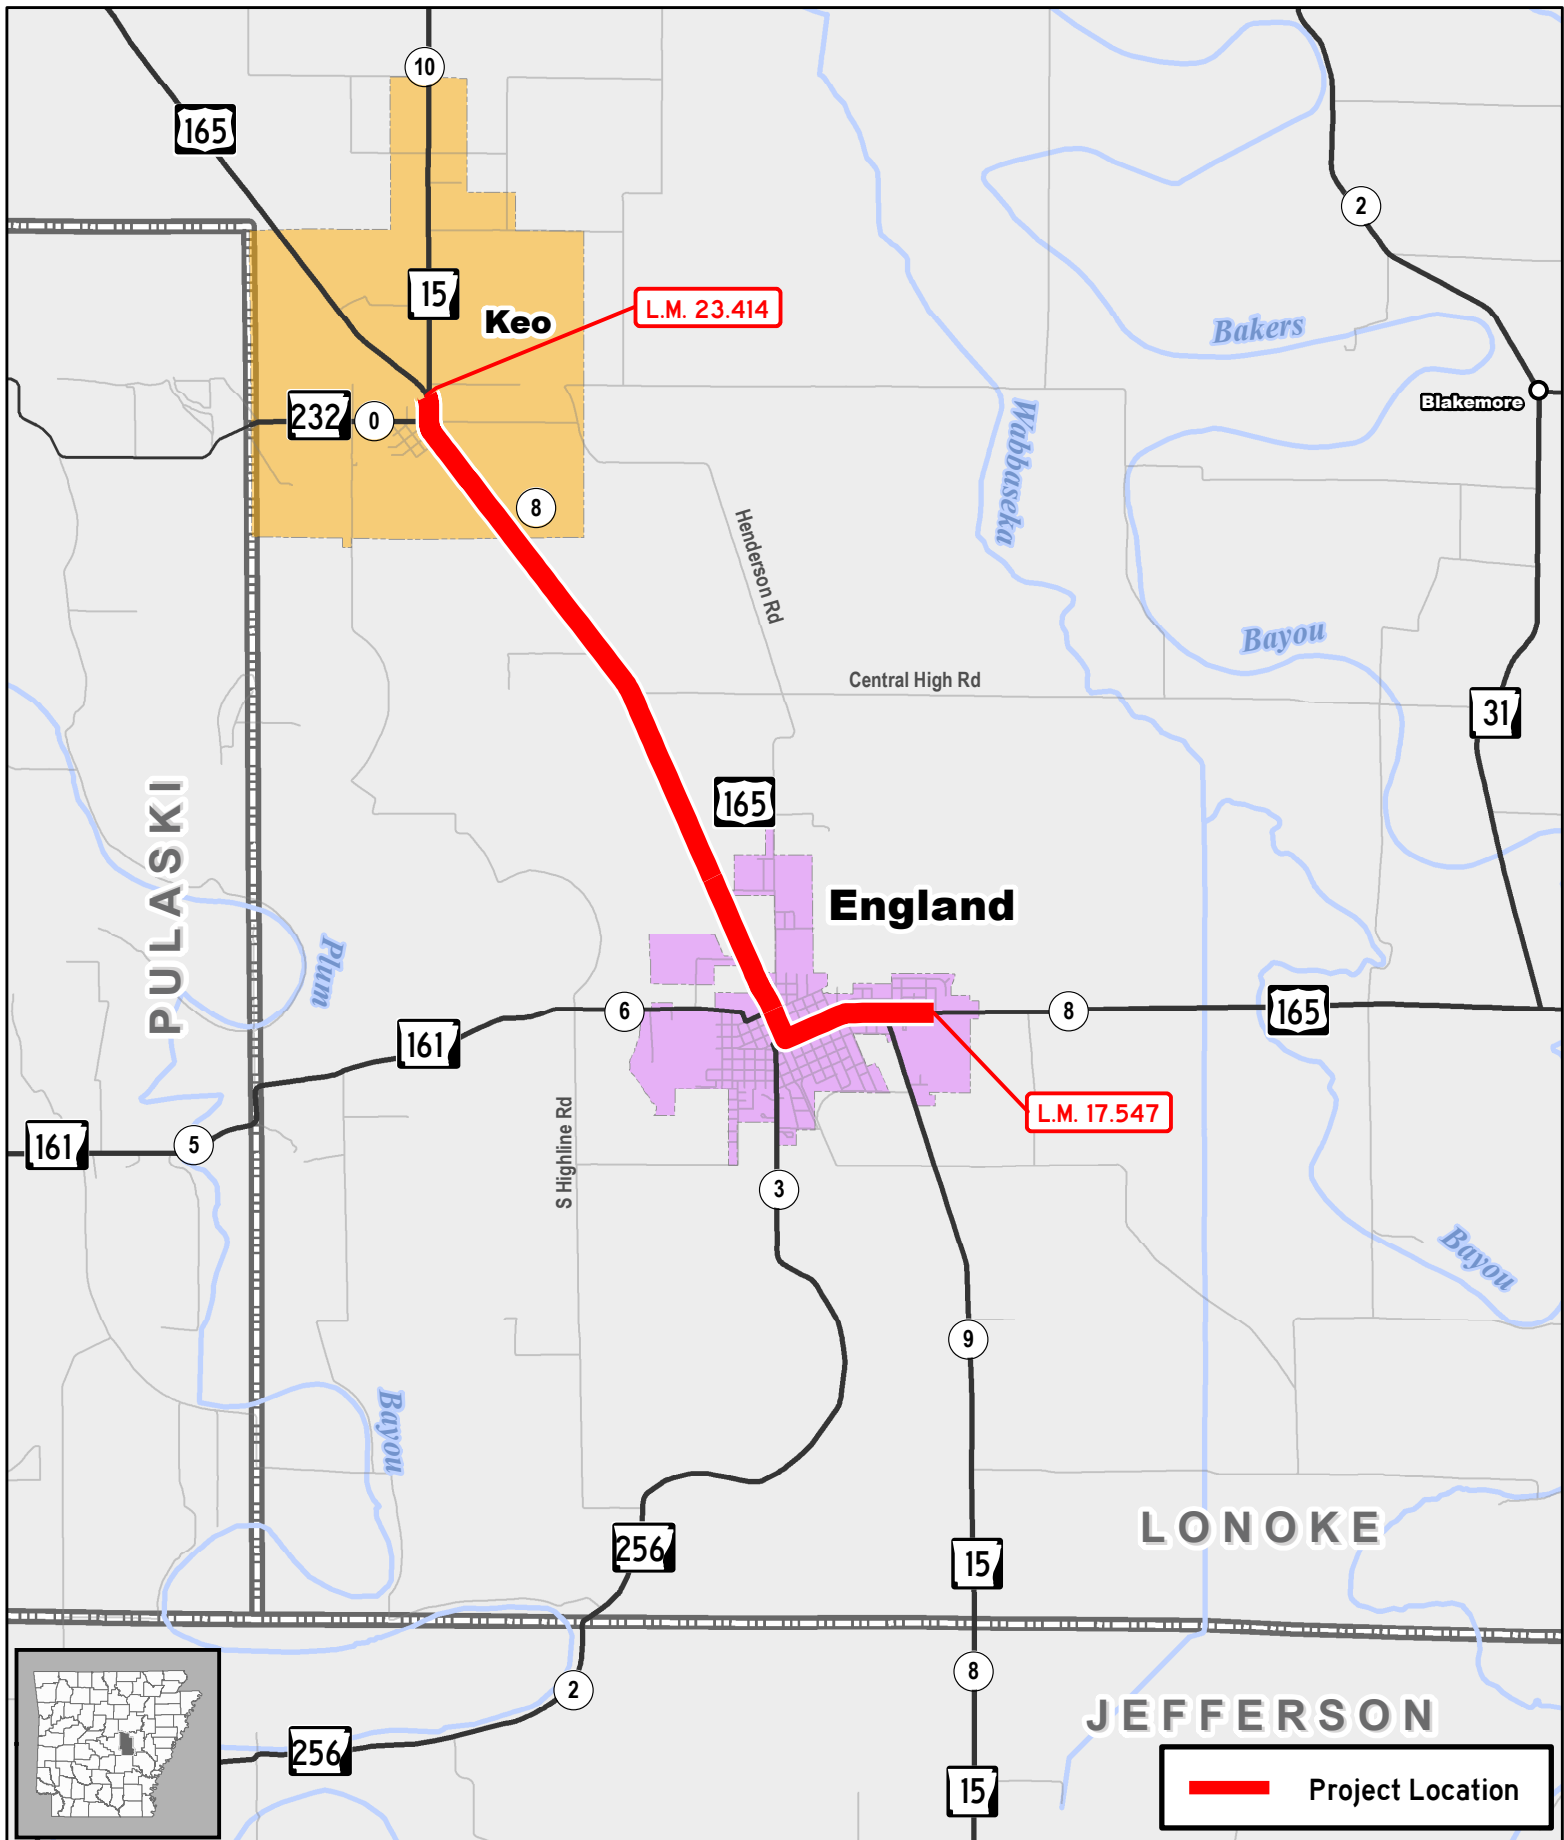 10
165
2
15
Keo
L.M. 23.414
Bakers
Blakemore
232
0
Wabbaseka
8
Henderson Rd
Bayou
Central High Rd
31
165
PULASKI
England
Plum
6
8
165
161
L.M. 17.547
161
5
S Highline Rd
3
Bayou
9
Bayou
LONOKE
256
15
8
2
JEFFERSON
256
15
Project Location